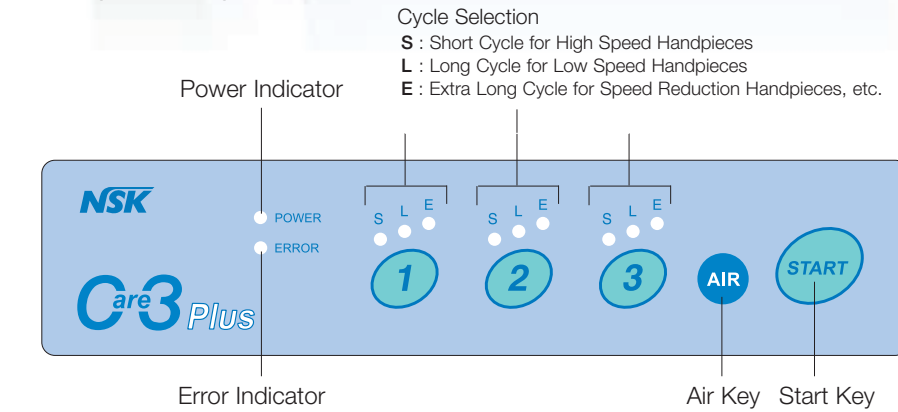 Cycle Selection
S : Short Cycle for High Speed Handpieces
L : Long Cycle for Low Speed Handpieces
E : Extra Long Cycle for Speed Reduction Handpieces, etc.
Power Indicator
NSK
POWER
ERROR
S L E
S L E
S L E
1
2
3
AIR
START
Care3 Plus
Error Indicator
Air Key
Start Key